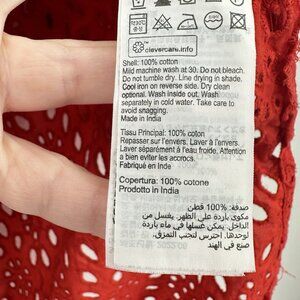 clevercare.info
Shell: 100% cotton
Mild machine wash at 30. Do not bleach.
Do not tumble dry. Line drying in shade.
Cool iron on reverse side. Dry clean
optional. Wash inside out. Wash
separately in cold water. Take care to
avoid snagging.
Made in India
Tissu Principal: 100% coton
Repasser sur l'envers. Laver à l'envers.
Laver séparément à l'eau froide. Attention
à bien éviter les accrocs.
Fabriqué en Inde
Copertura: 100% cotone
Prodotto in India
صدفة: 100% قطن
مكوى باردة على الظهر. يغسل من
الداخل. يمكن غسلها في ماء باردة
لوحدها. احترس لتجنب التمزق.
صنع في الهند